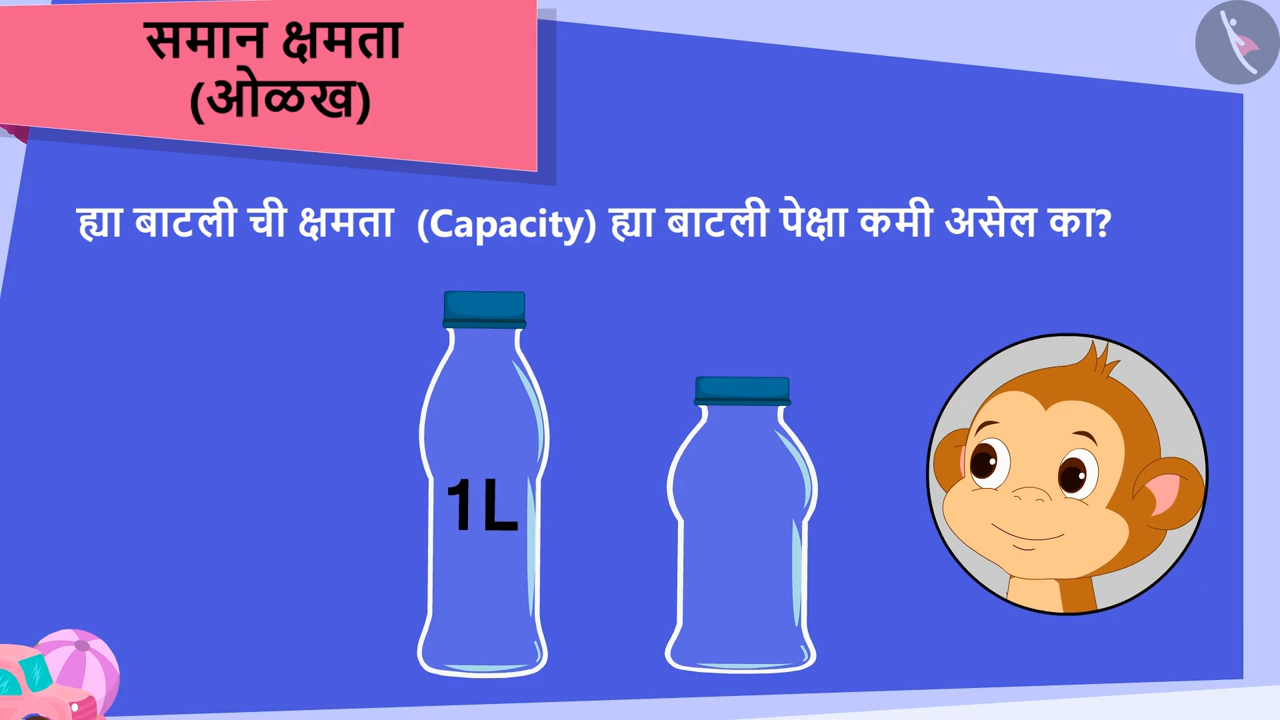 समान क्षमता
(ओळख)
ह्या बाटली ची क्षमता (Capacity) ह्या बाटली पेक्षा कमी असेल का?
1L